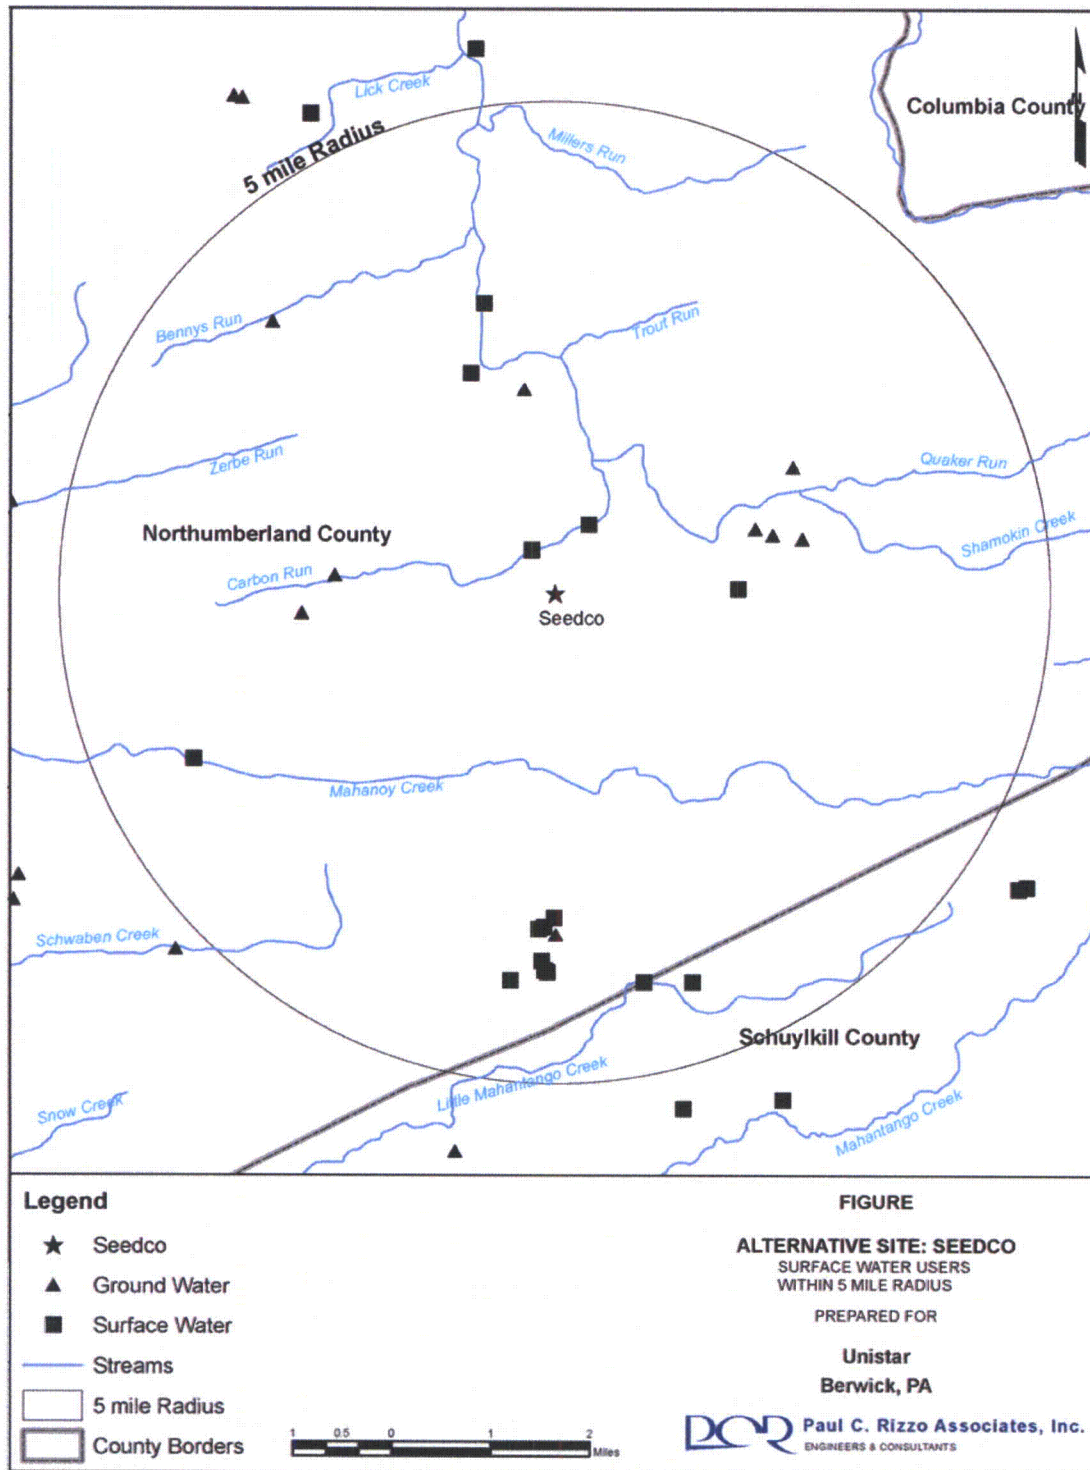 Lick Creek
Columbia County
5 mile Radius
Millers Run
Bennys Run
Trout Run
Zerbe Run
Quaker Run
Northumberland County
Shamokin Creek
Carbon Run
Seedco
Mahanoy Creek
Schwaben Creek
Schuylkill County
Little Mahantango Creek
Snow Creek
Mahantango Creek
Legend
Seedco
Ground Water
Surface Water
Streams
5 mile Radius
County Borders
1 0.5 0 1 2
Miles
FIGURE
ALTERNATIVE SITE: SEEDCO
SURFACE WATER USERS
WITHIN 5 MILE RADIUS
PREPARED FOR
Unistar
Berwick, PA
PCR Paul C. Rizzo Associates, Inc.
ENGINEERS & CONSULTANTS